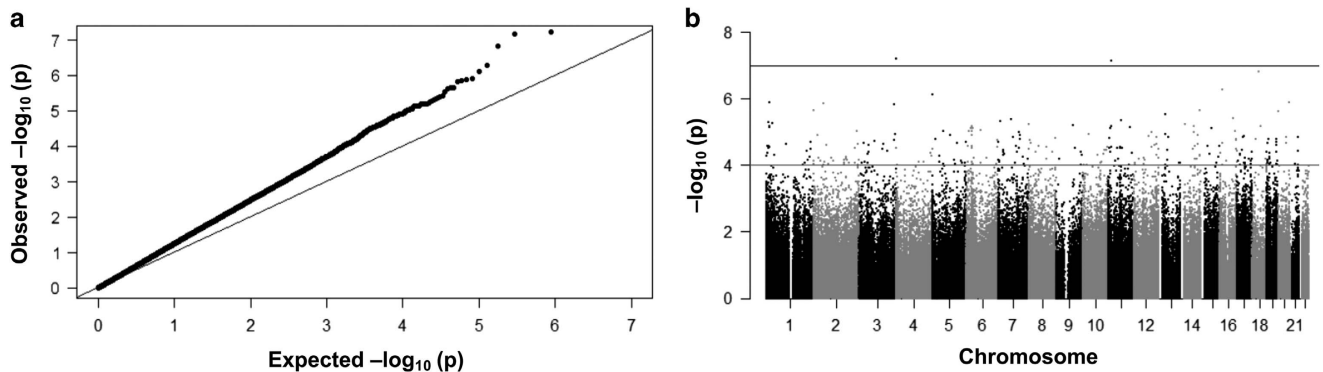 a
Observed –log10 (p)
7
6
5
4
3
2
1
0
0 1 2 3 4 5 6 7
Expected –log10 (p)
b
–log10 (p)
8
6
4
2
0
1 2 3 4 5 6 7 8 9 10 12 14 16 18 21
Chromosome